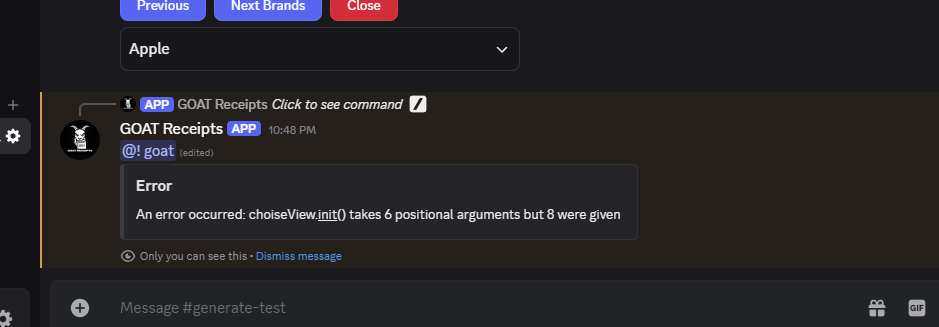 Previous Next Brands Close
Apple
APP GOAT Receipts Click to see command
GOAT Receipts APP 10:48 PM
@! goat (edited)
Error
An error occurred: choiseView.init() takes 6 positional arguments but 8 were given
Only you can see this • Dismiss message
Message #generate-test
GIF